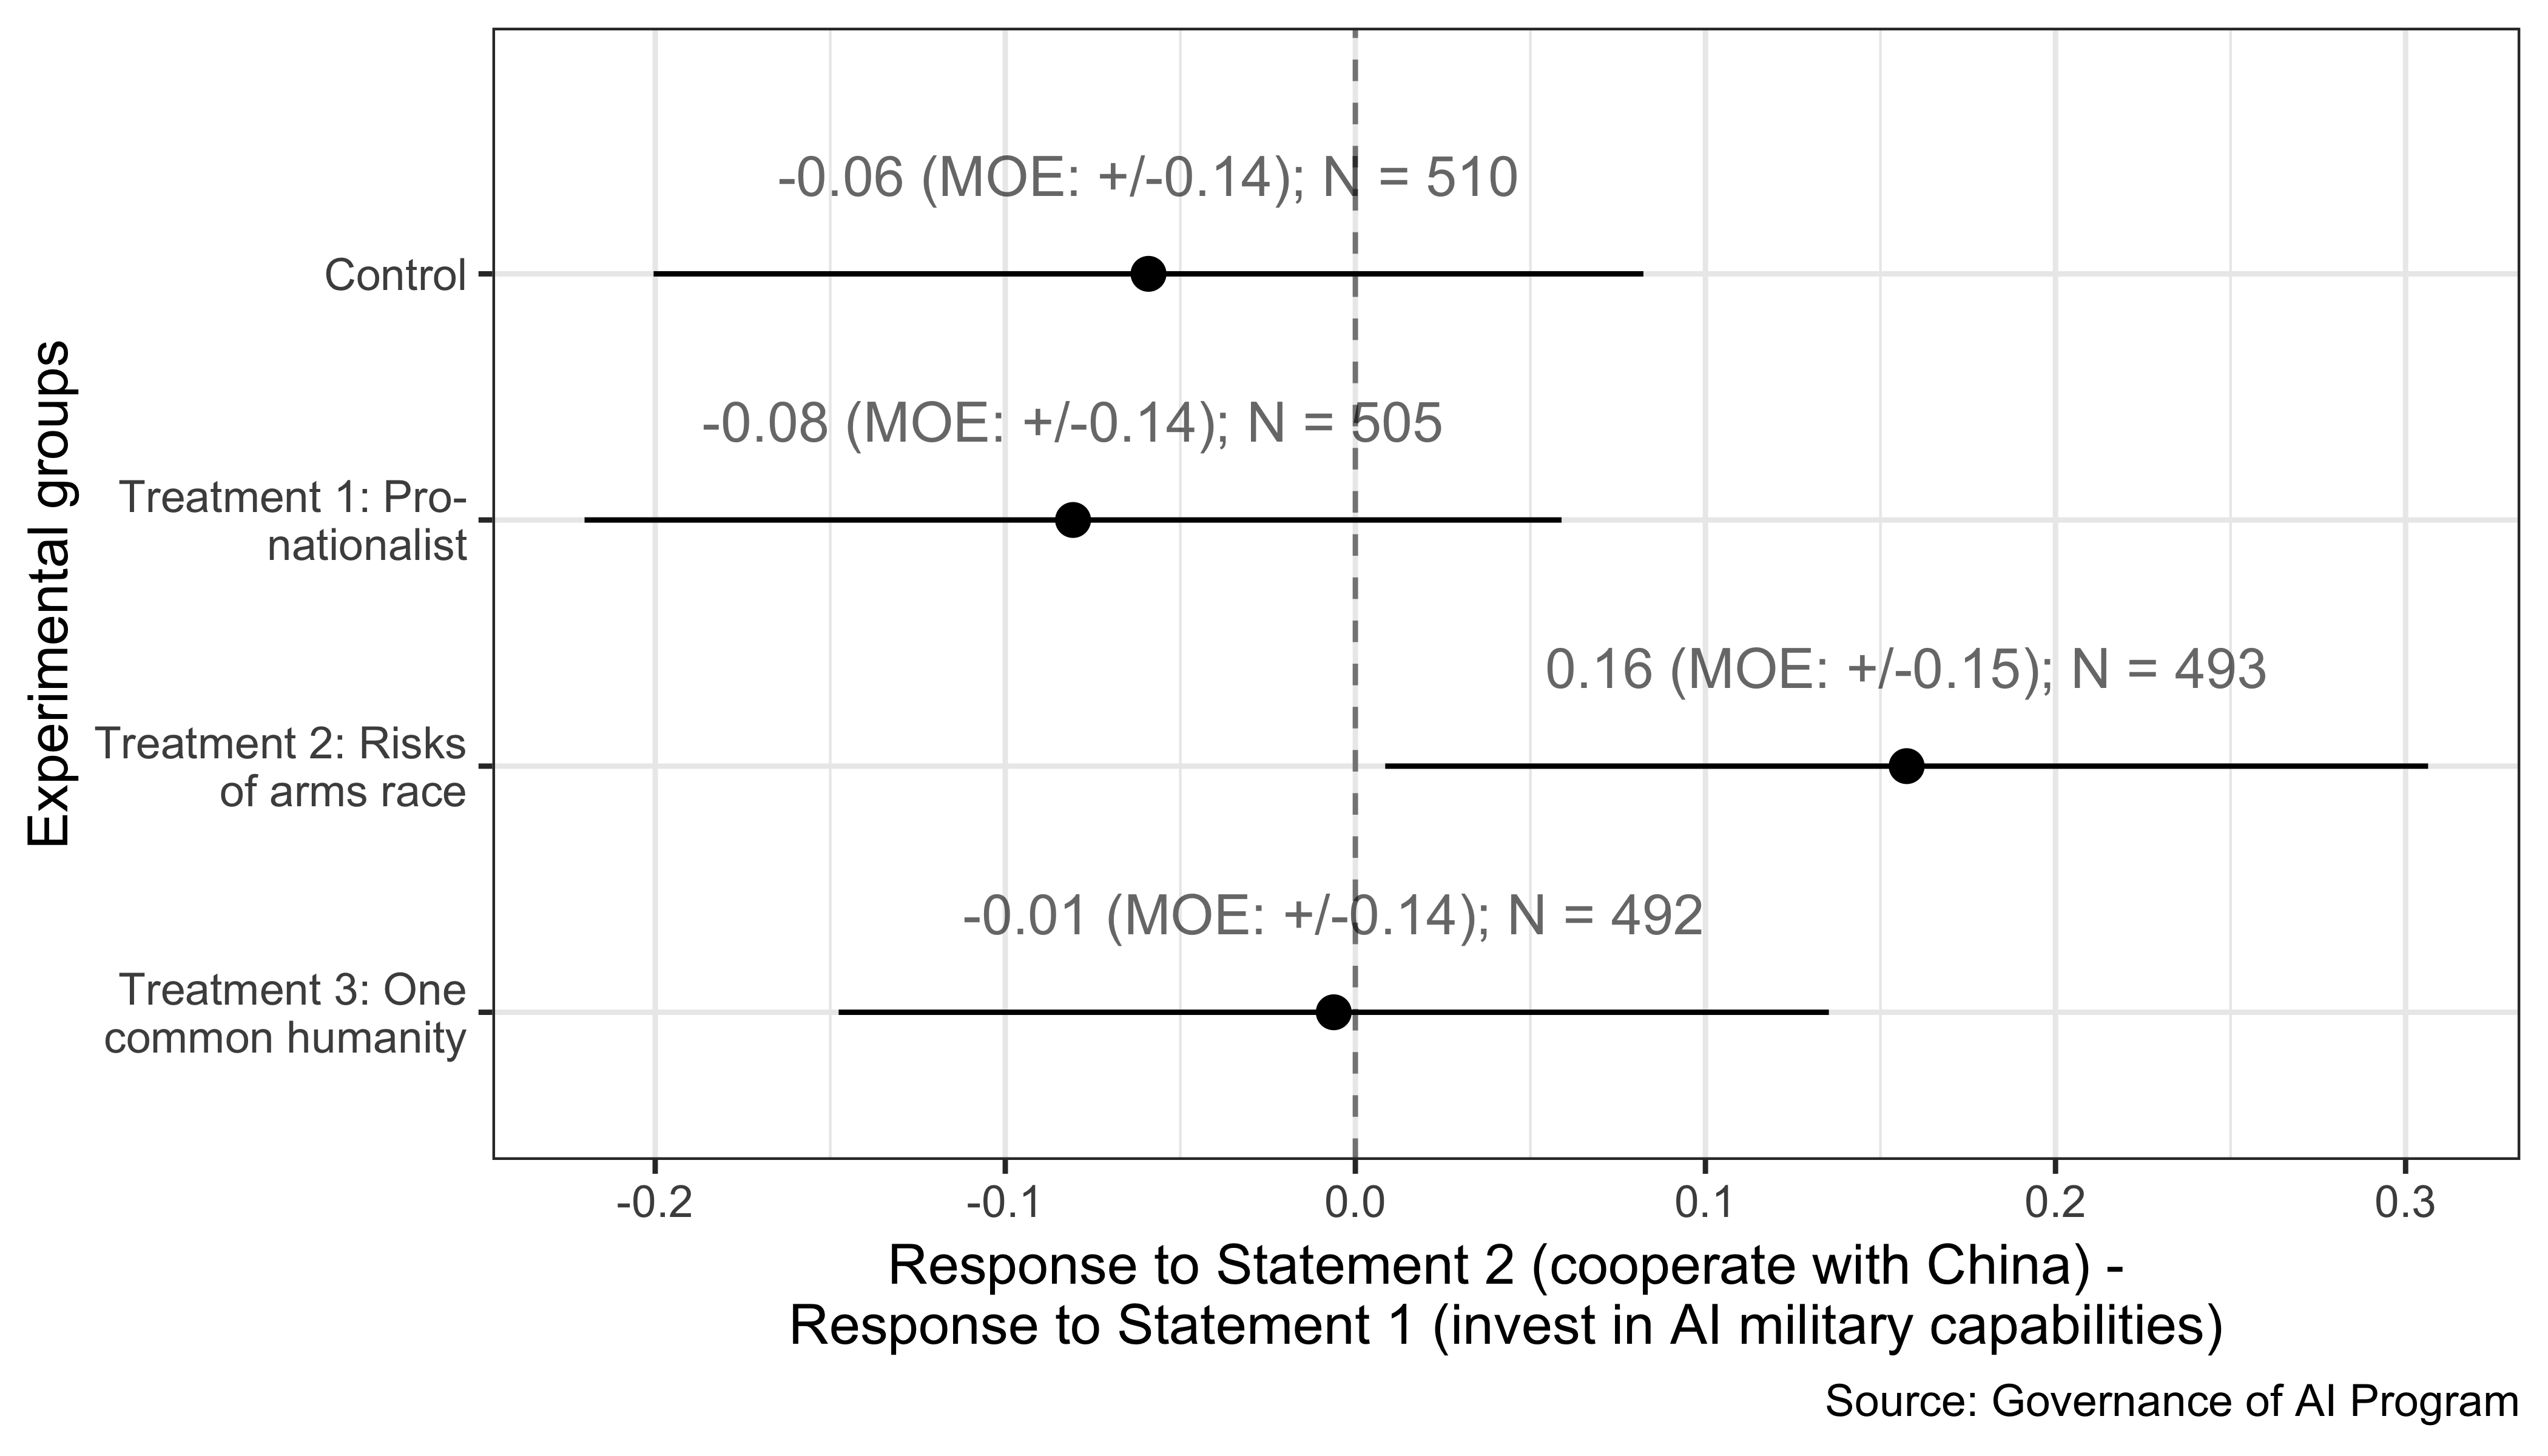 Experimental groups
-0.06 (MOE: +/-0.14); N = 510
Control
-0.08 (MOE: +/-0.14); N = 505
Treatment 1: Pro-
nationalist
0.16 (MOE: +/-0.15); N = 493
Treatment 2: Risks
of arms race
-0.01 (MOE: +/-0.14); N = 492
Treatment 3: One
common humanity
-0.2 -0.1 0.0 0.1 0.2 0.3
Response to Statement 2 (cooperate with China) -
Response to Statement 1 (invest in AI military capabilities)
Source: Governance of AI Program